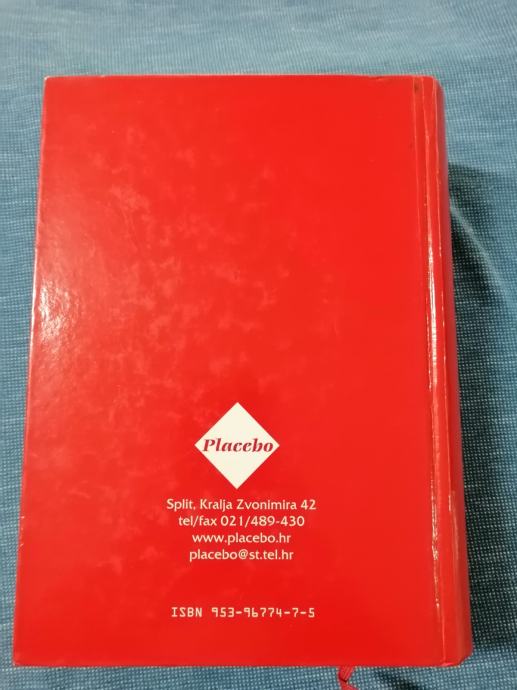 Placebo
Split, Kralja Zvonimira 42
tel/fax 021/489-430
www.placebo.hr
placebo@st.tel.hr
ISBN 953-96774-7-5